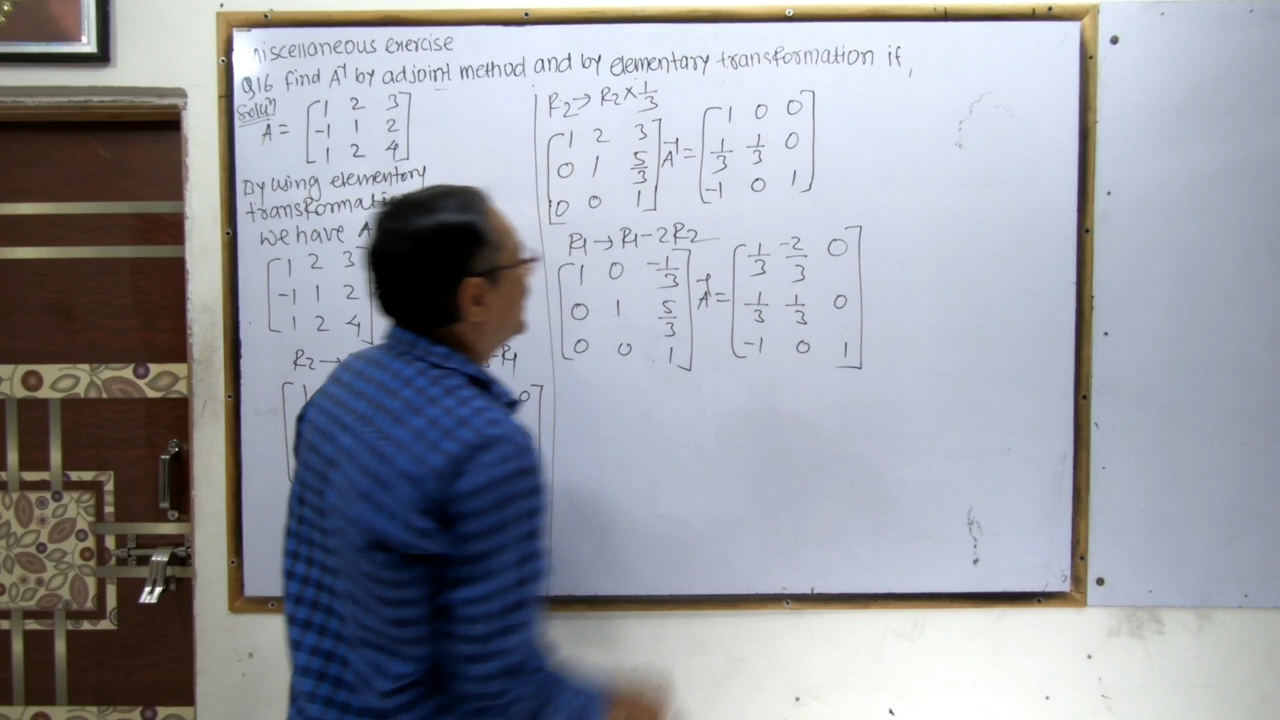 Miscellaneous exercise
Q16 find A⁻¹ by adjoint method and by elementary transformation if,
Solu?
A = [1 2 3
-1 1 2
1 2 4]
By using elementary
we have A
[1 2 3
-1 1 2
1 2 4]
R2 →
-R1
0
R2 → R2 × 1/3
[1 2 3
0 1 5/3
0 0 1] A⁻¹ = [1 0 0
1/3 1/3 0
-1 0 1]
R1 → R1 - 2R2
[1 0 -1/3
0 1 5/3
0 0 1] A⁻¹ = [1/3 -2/3 0
1/3 1/3 0
-1 0 1]